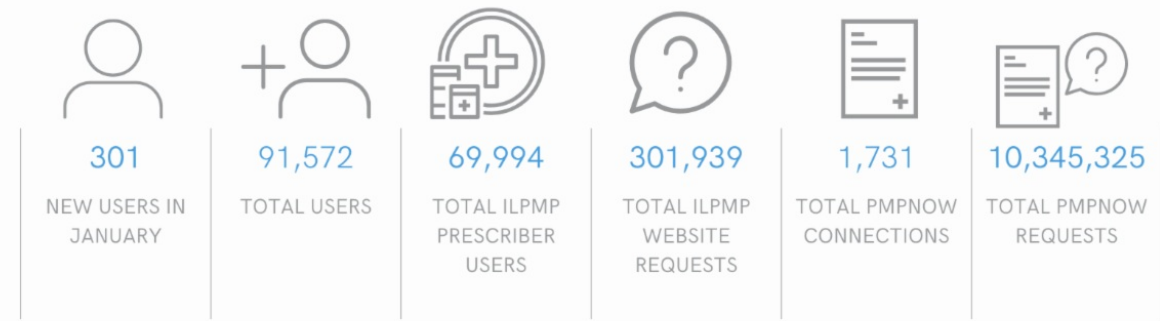 301
NEW USERS IN
JANUARY
91,572
TOTAL USERS
69,994
TOTAL ILPMP
PRESCRIBER
USERS
301,939
TOTAL ILPMP
WEBSITE
REQUESTS
1,731
TOTAL PMPNOW
CONNECTIONS
10,345,325
TOTAL PMPNOW
REQUESTS